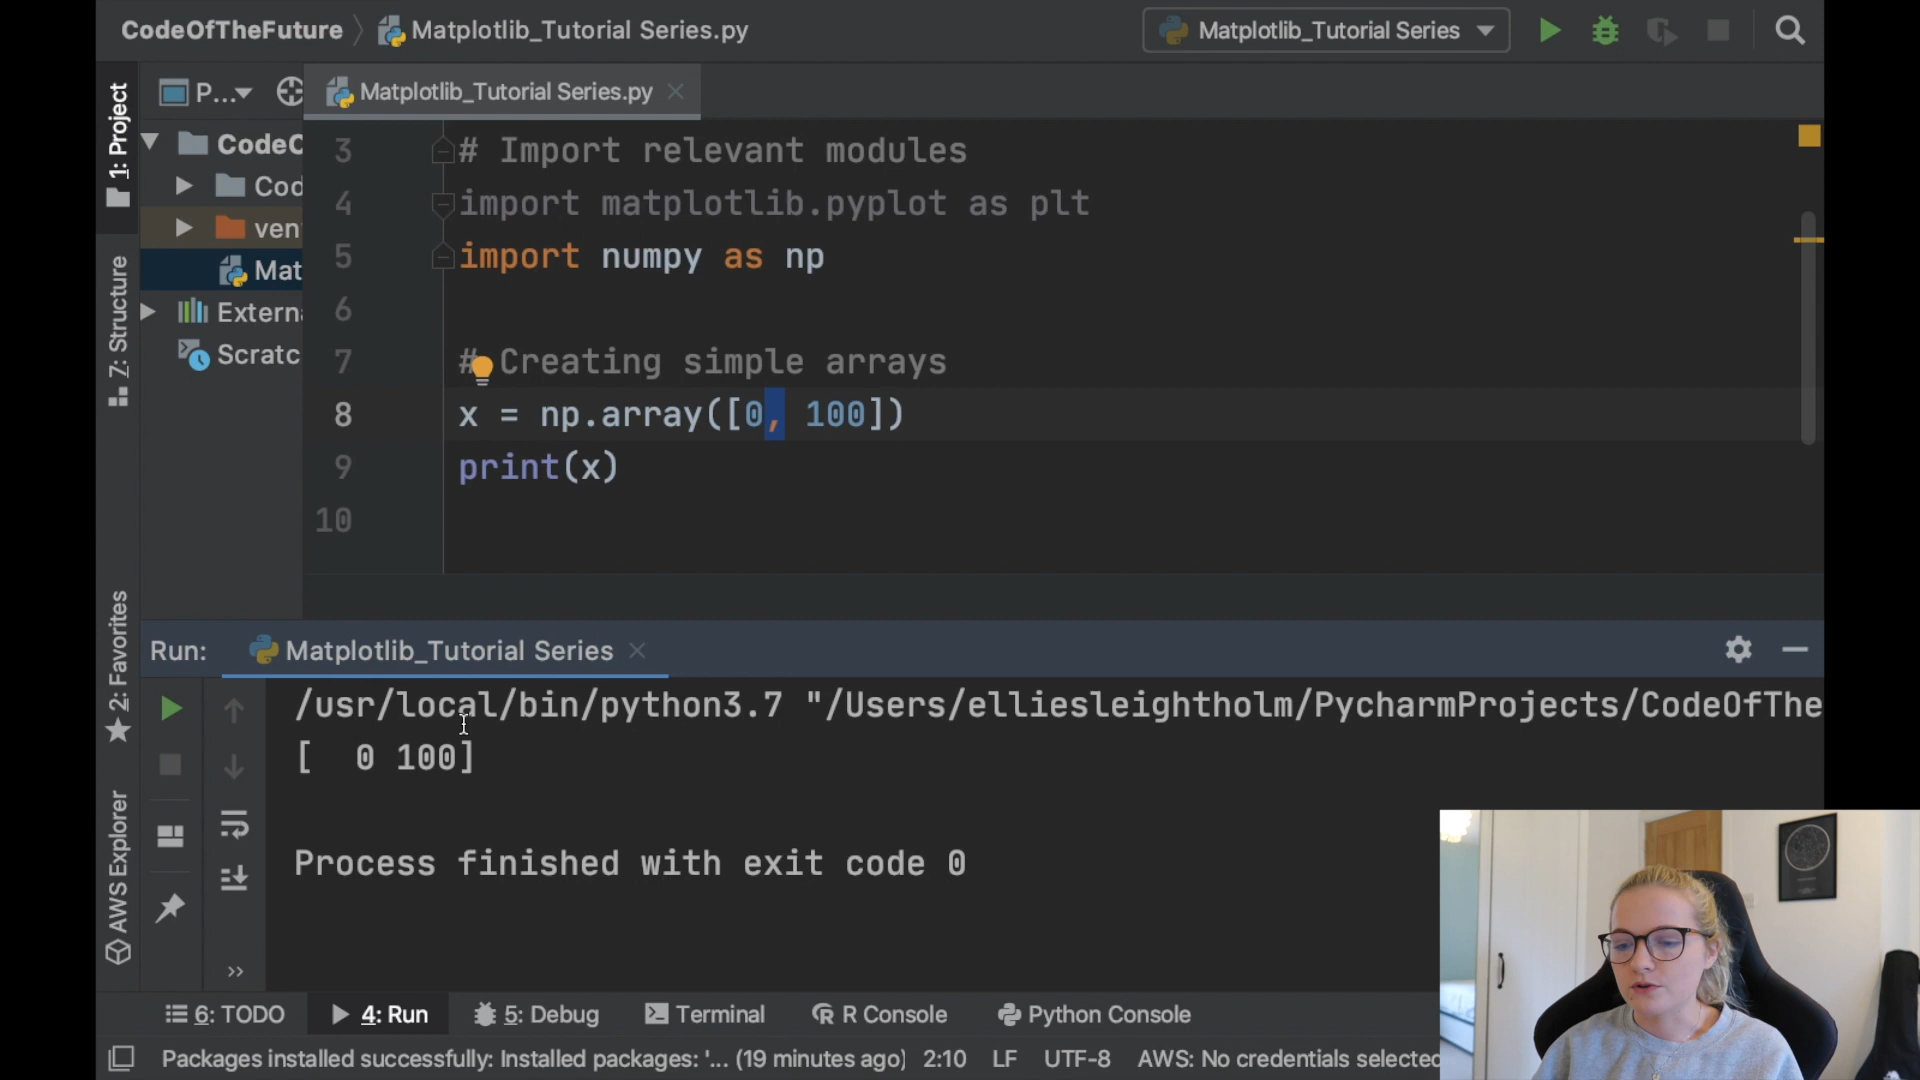 CodeOfTheFuture
Matplotlib_Tutorial Series.py
Matplotlib_Tutorial Series
1: Project
P...
Matplotlib_Tutorial Series.py
CodeC
Cod
ven
Mat
Extern
Scratc
Z: Structure
2: Favorites
AWS Explorer
3 # Import relevant modules
4 import matplotlib.pyplot as plt
5 import numpy as np
6
7 # Creating simple arrays
8 x = np.array([0, 100])
9 print(x)
10
Run: Matplotlib_Tutorial Series
/usr/local/bin/python3.7 "/Users/elliesleightholm/PycharmProjects/CodeOfThe
[  0 100]
Process finished with exit code 0
6: TODO 4: Run 5: Debug Terminal R Console Python Console
Packages installed successfully: Installed packages: '... (19 minutes ago) 2:10 LF UTF-8 AWS: No credentials selected